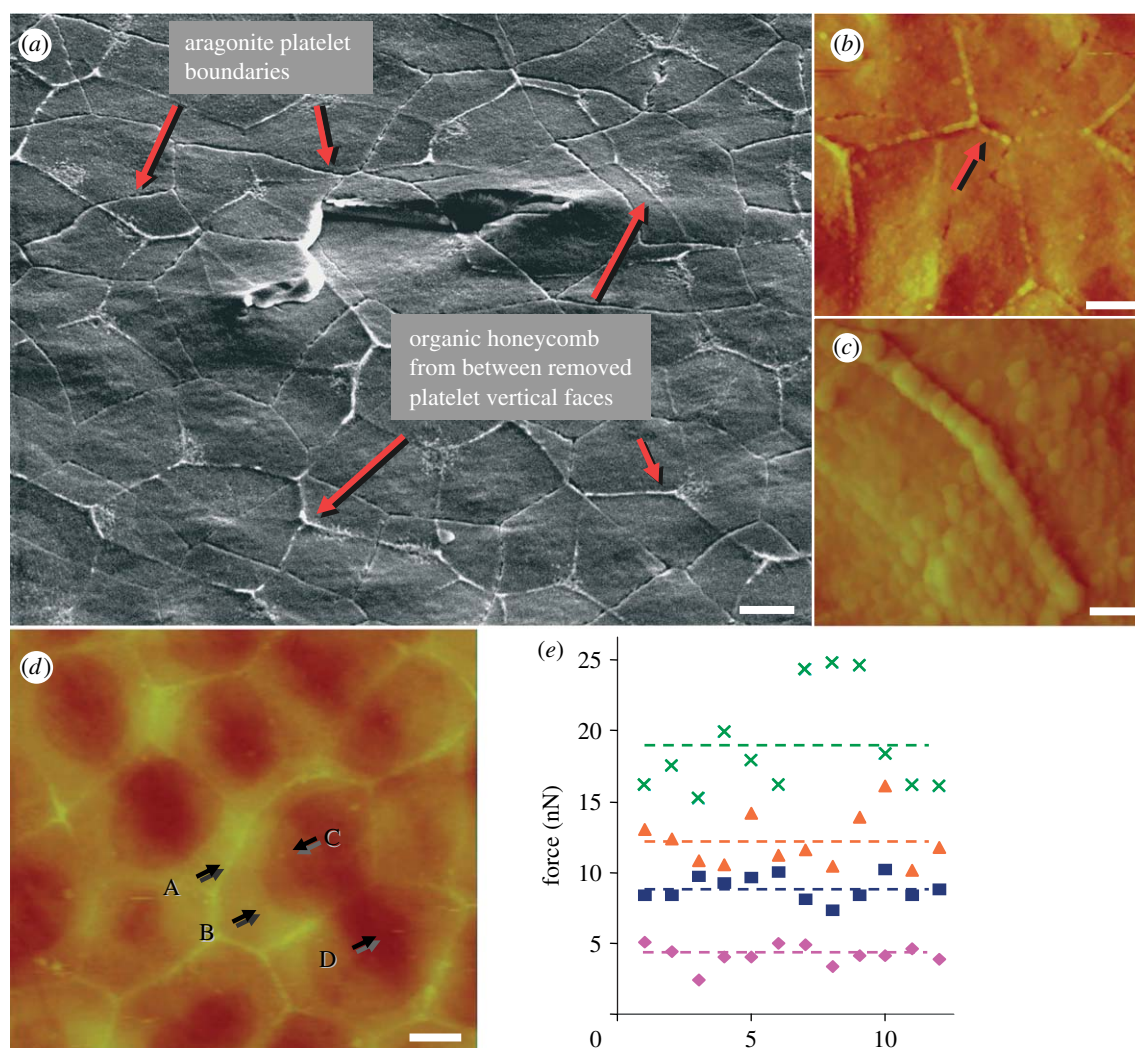 (a)
aragonite platelet
boundaries
organic honeycomb
from between removed
platelet vertical faces
(b)
(c)
(d)
A
B
C
D
(e)
25
20
15
10
5
force (nN)
0
5
10